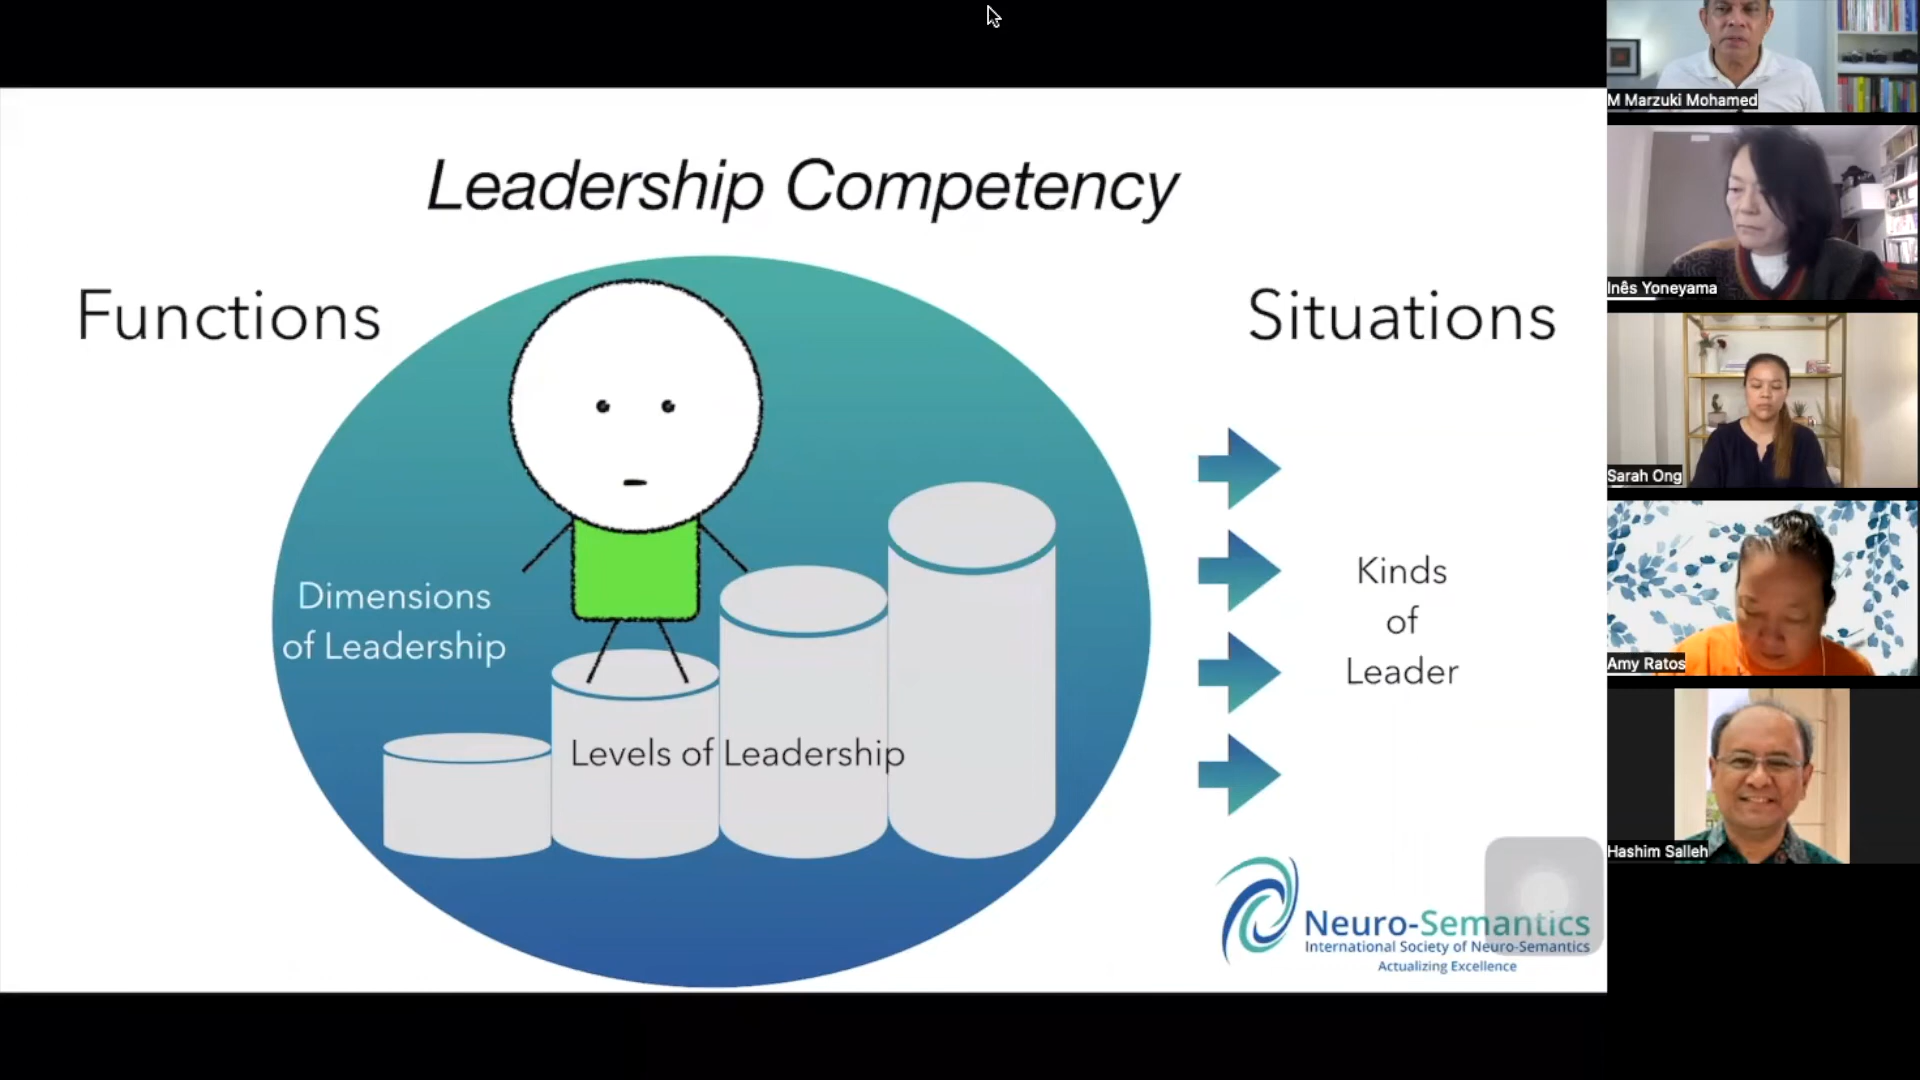 Leadership Competency
Functions
Situations
Dimensions
of Leadership
Levels of Leadership
Kinds
of
Leader
Neuro-Semantics
International Society of Neuro-Semantics
Actualizing Excellence
M Marzuki Mohamed
Inês Yoneyama
Sarah Ong
Amy Ratos
Hashim Salleh